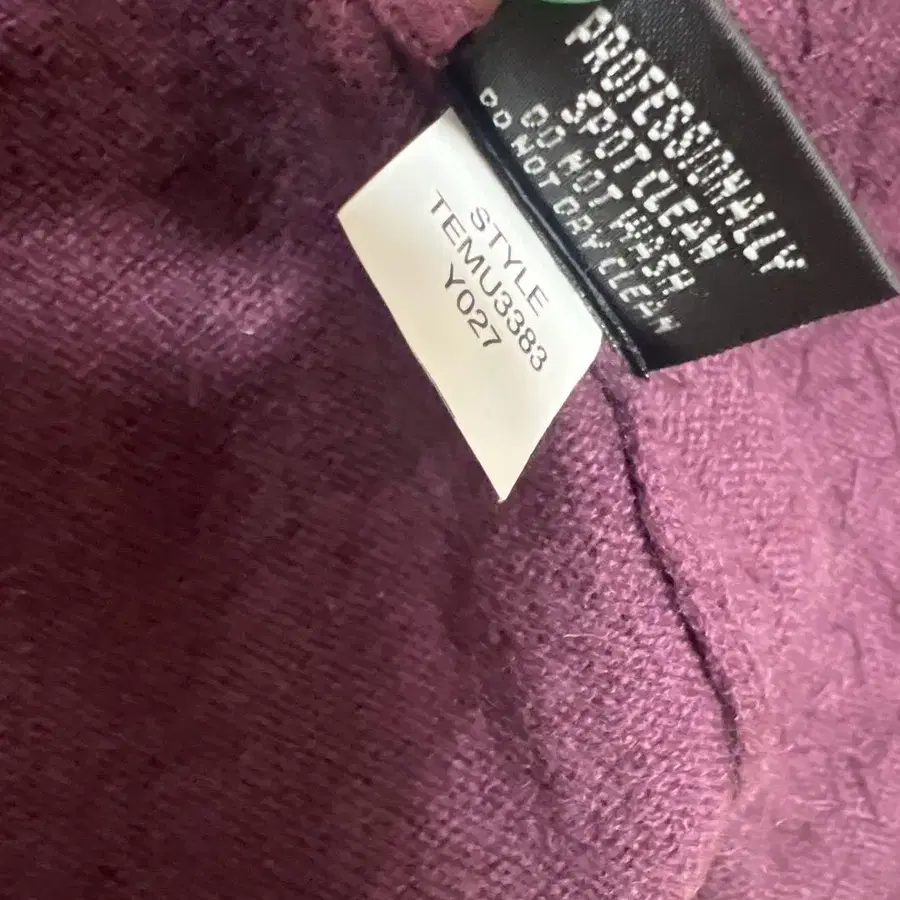 PROFESSIONALLY
SPOT CLEAN
DO NOT WASH
DO NOT DRY CLEAN
STYLE
TEMU3383
Y027